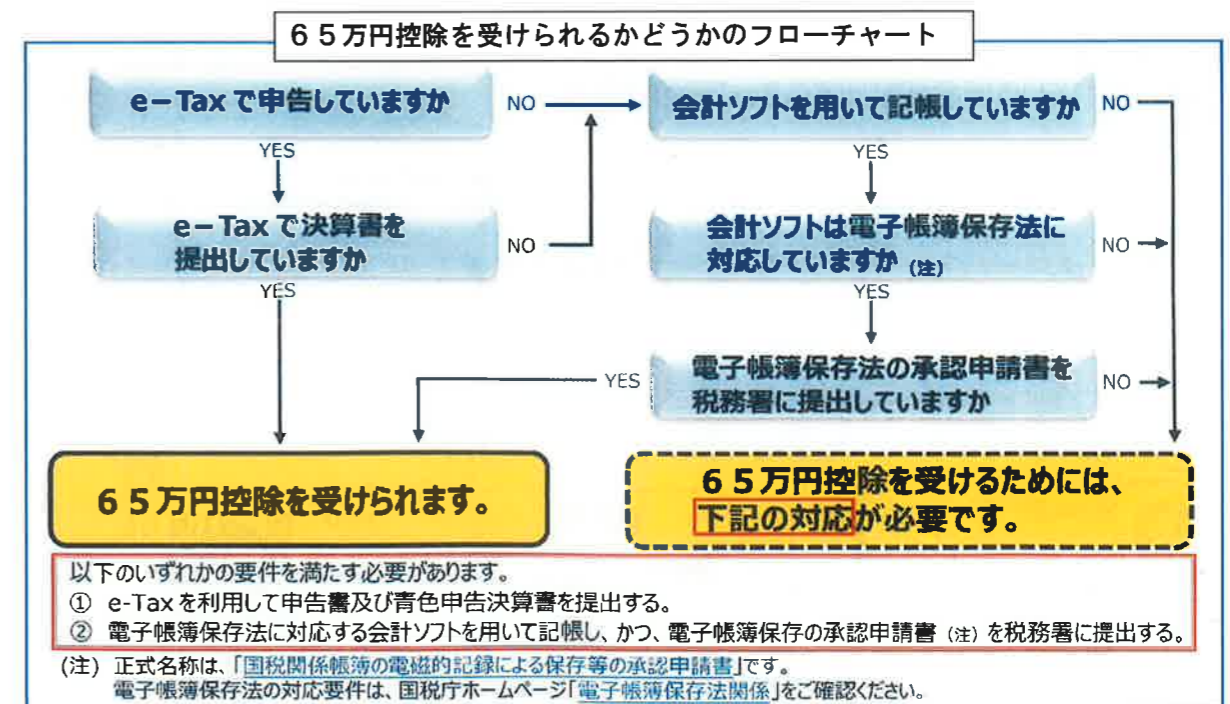 65万円控除を受けられるかどうかのフローチャート
e－Tax で申告していますか
NO
会計ソフトを用いて記帳していますか
NO
YES
YES
e－Tax で決算書を
提出していますか
NO
会計ソフトは電子帳簿保存法に
対応していますか (注)
NO
YES
YES
YES
電子帳簿保存法の承認申請書を
税務署に提出していますか
NO
65万円控除を受けられます。
65万円控除を受けるためには、
下記の対応が必要です。
以下のいずれかの要件を満たす必要があります。
① e-Tax を利用して申告書及び青色申告決算書を提出する。
② 電子帳簿保存法に対応する会計ソフトを用いて記帳し、かつ、電子帳簿保存の承認申請書 (注) を税務署に提出する。
(注) 正式名称は、「国税関係帳簿の電磁的記録による保存等の承認申請書」です。
電子帳簿保存法の対応要件は、国税庁ホームページ「電子帳簿保存法関係」をご確認ください。